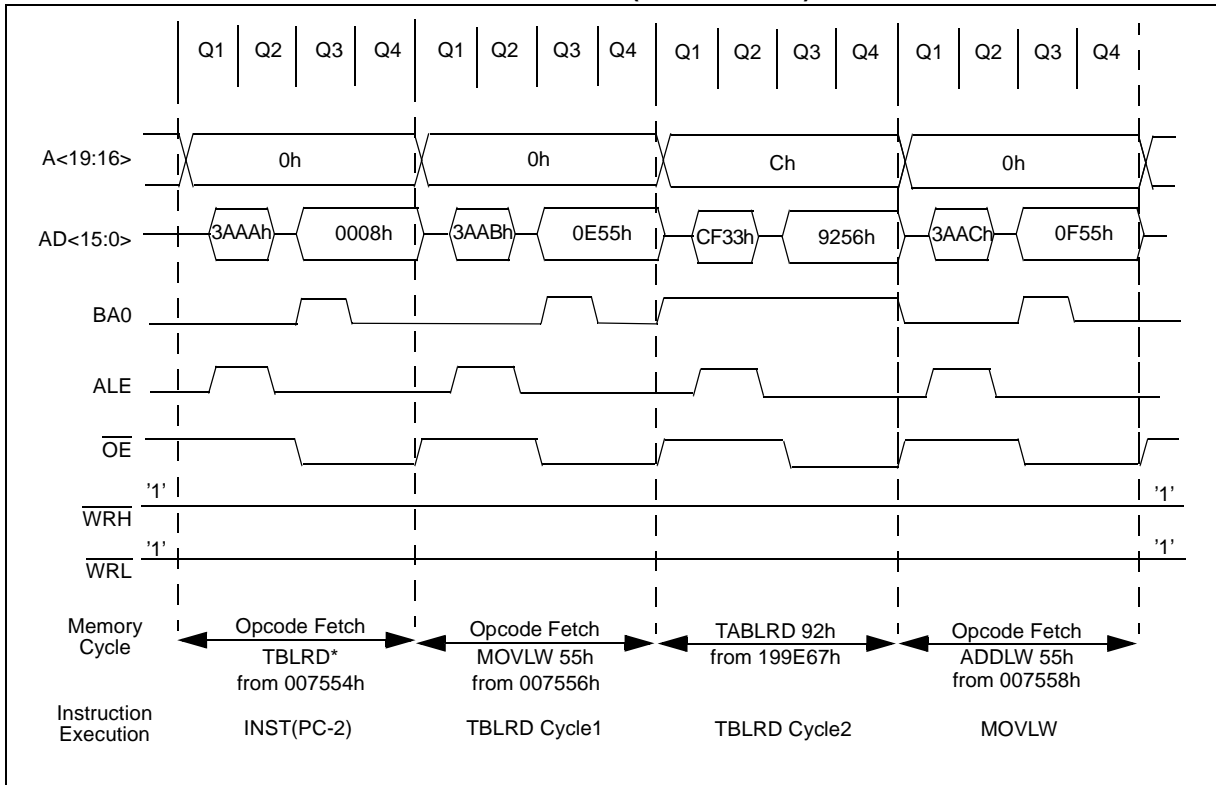 Q1 Q2 Q3 Q4 Q1 Q2 Q3 Q4 Q1 Q2 Q3 Q4 Q1 Q2 Q3 Q4
A<19:16> 0h 0h Ch 0h
AD<15:0> 3AAAh 0008h 3AABh 0E55h CF33h 9256h 3AACh 0F55h
BA0
ALE
OE
'1' '1'
WRH
'1' '1'
WRL
Memory Cycle
Opcode Fetch
TBLRD*
from 007554h
Opcode Fetch
MOVLW 55h
from 007556h
TABLRD 92h
from 199E67h
Opcode Fetch
ADDLW 55h
from 007558h
Instruction Execution
INST(PC-2) TBLRD Cycle1 TBLRD Cycle2 MOVLW